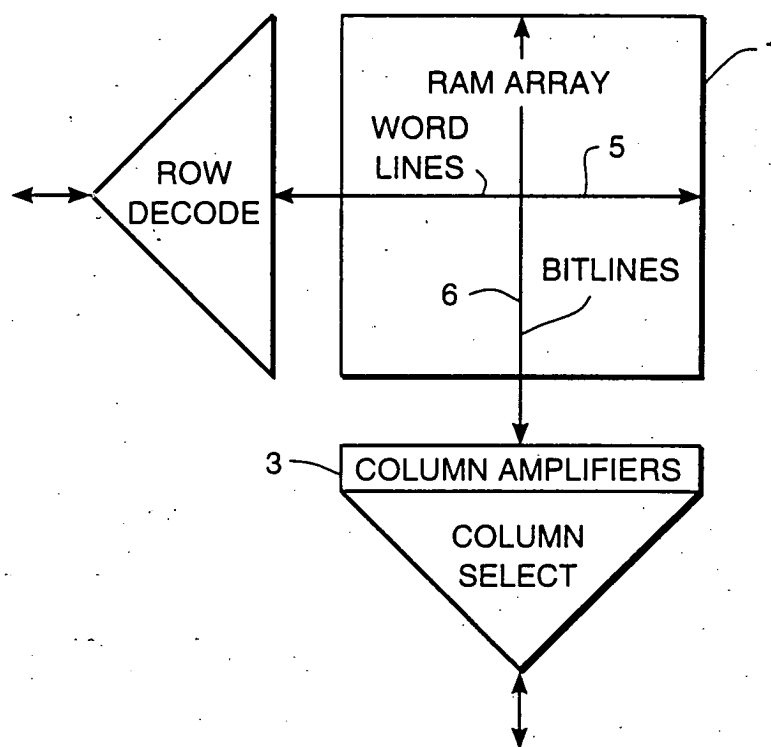 RAM ARRAY
WORD
LINES
5
ROW
DECODE
6
BITLINES
3
COLUMN AMPLIFIERS
COLUMN
SELECT